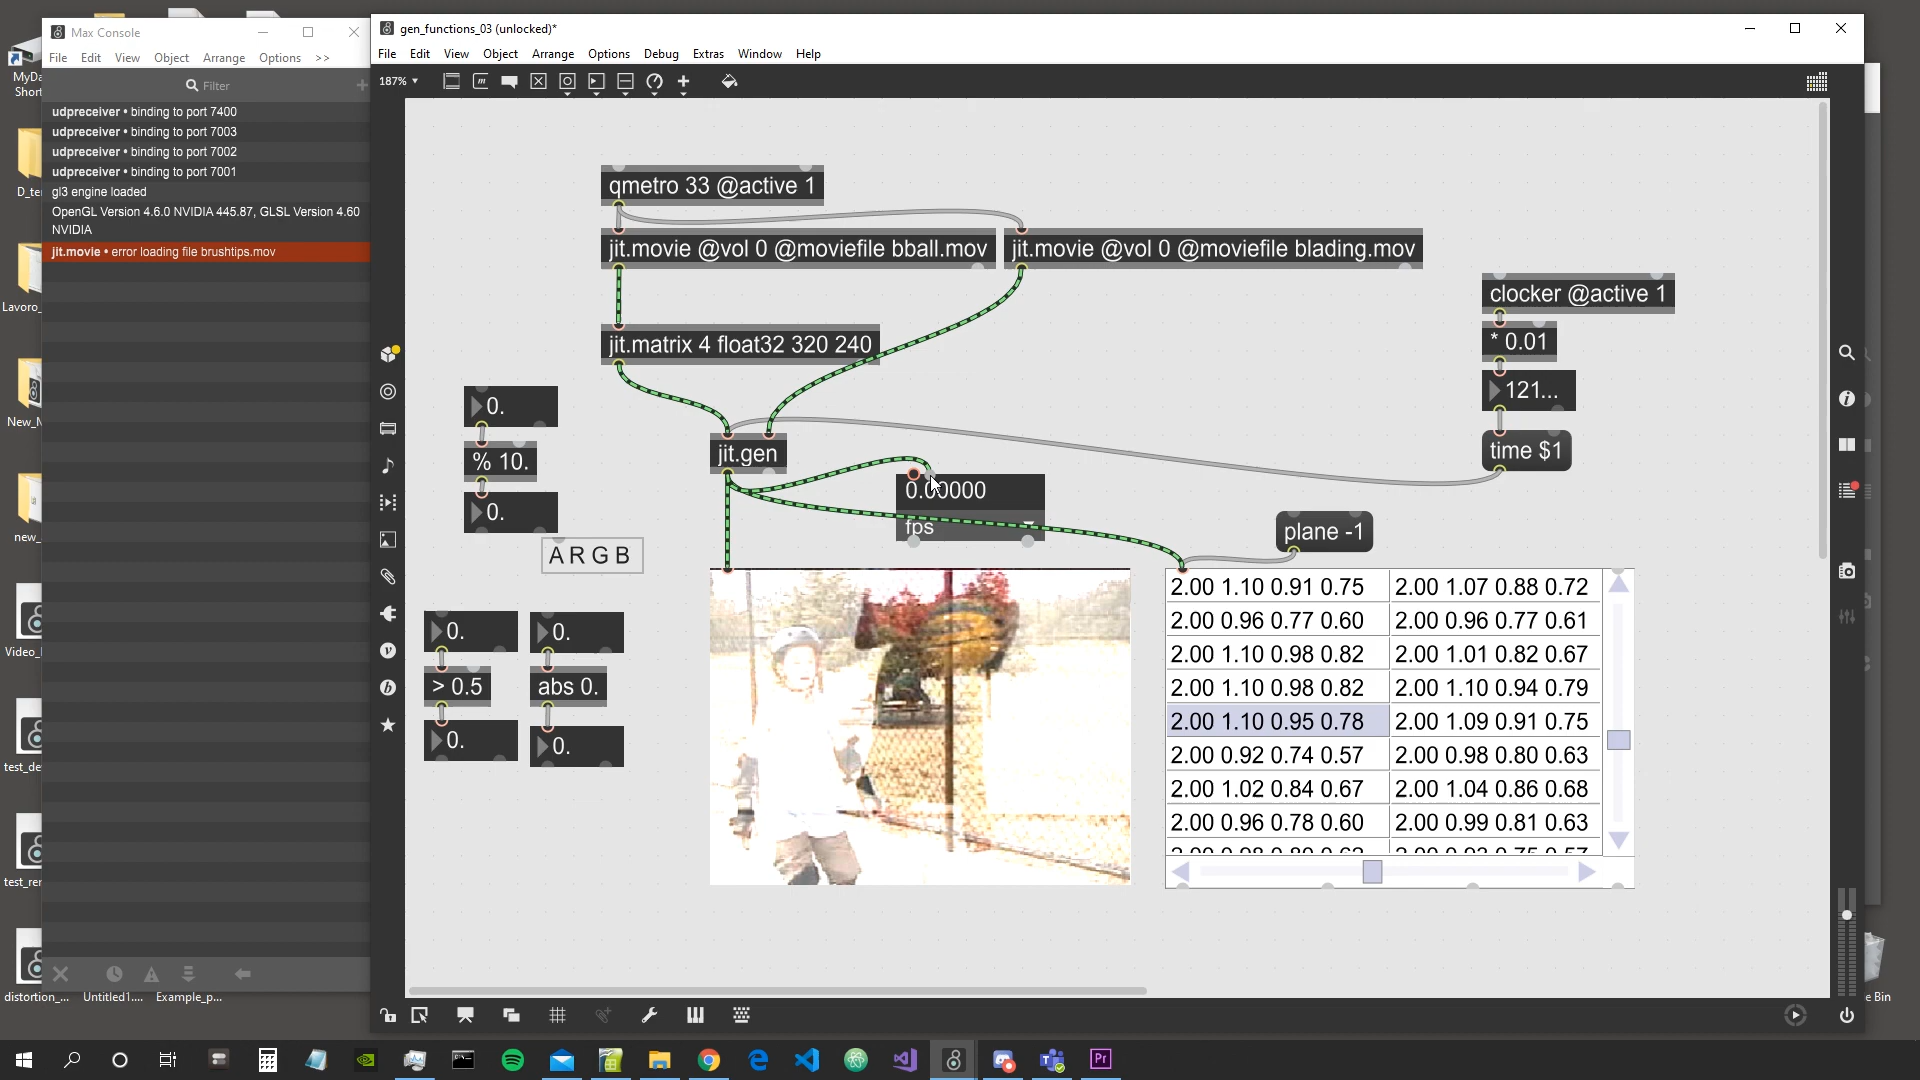 Max Console
File Edit View Object Arrange Options >>
Filter
udpreceiver • binding to port 7400
udpreceiver • binding to port 7003
udpreceiver • binding to port 7002
udpreceiver • binding to port 7001
gl3 engine loaded
OpenGL Version 4.6.0 NVIDIA 445.87, GLSL Version 4.60
NVIDIA
jit.movie • error loading file brushtips.mov
gen_functions_03 (unlocked)*
File Edit View Object Arrange Options Debug Extras Window Help
187%
qmetro 33 @active 1
jit.movie @vol 0 @moviefile bball.mov
jit.movie @vol 0 @moviefile blading.mov
clocker @active 1
* 0.01
121...
time $1
jit.matrix 4 float32 320 240
0.
% 10.
0.
jit.gen
0.00000
fps
plane -1
A R G B
0.
> 0.5
0.
0.
abs 0.
0.
2.00 1.10 0.91 0.75 2.00 1.07 0.88 0.72
2.00 0.96 0.77 0.60 2.00 0.96 0.77 0.61
2.00 1.10 0.98 0.82 2.00 1.01 0.82 0.67
2.00 1.10 0.98 0.82 2.00 1.10 0.94 0.79
2.00 1.10 0.95 0.78 2.00 1.09 0.91 0.75
2.00 0.92 0.74 0.57 2.00 0.98 0.80 0.63
2.00 1.02 0.84 0.67 2.00 1.04 0.86 0.68
2.00 0.96 0.78 0.60 2.00 0.99 0.81 0.63
MyDa
Short
D_te
Lavoro_
New_M
new_
Video_
test_de
test_re
distortion_...
Untitled1....
Example_p...
e Bin
Pr